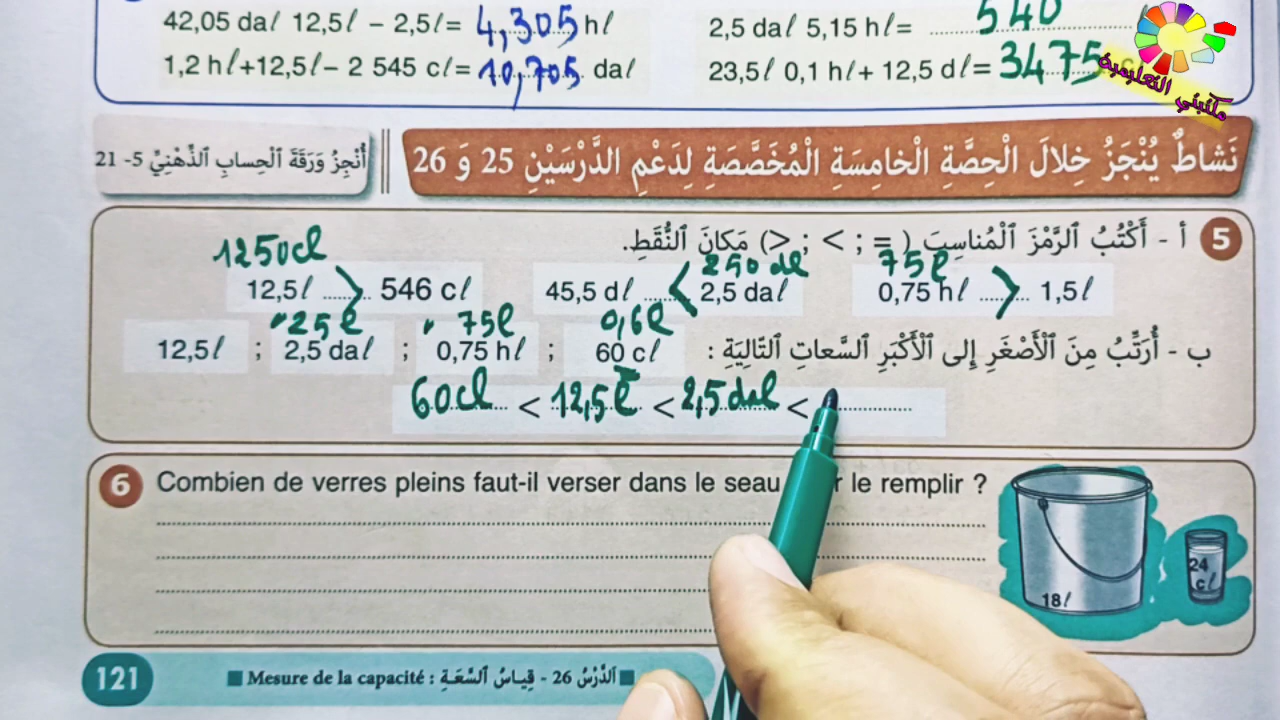 42,05 daℓ 12,5ℓ – 2,5ℓ= 4,305 hℓ
2,5 daℓ 5,15 hℓ= 540
1,2 hℓ+12,5ℓ– 2 545 cℓ= 10,705 daℓ
23,5ℓ 0,1 hℓ+ 12,5 dℓ= 3475
مكتبتي التعليمية
نَشاطٌ يُنْجَزُ خِلالَ الْحِصَّةِ الْخامِسَةِ الْمُخَصَّصَةِ لِدَعْمِ الدَّرْسَيْنِ 25 وَ 26
أُنْجِزُ وَرَقَةَ الْحِسابِ الذِّهْنِيِّ 5- 21
5 أ - أَكْتُبُ الرَّمْزَ الْمُناسِبَ ( = ; > ; <) مَكانَ النُّقَطِ.
1250cl 250 dl 75l
12,5ℓ > 546 cℓ
45,5 dℓ < 2,5 daℓ
0,75 hℓ > 1,5ℓ
25l 75l 0,6l
ب - أُرَتِّبُ مِنَ الْأَصْغَرِ إِلى الْأَكْبَرِ السَّعاتِ التّالِيَةِ :
12,5ℓ ; 2,5 daℓ ; 0,75 hℓ ; 60 cℓ
60cl < 12,5l < 2,5dal <
6 Combien de verres pleins faut-il verser dans le seau le remplir ?
18ℓ
24 cℓ
121 Mesure de la capacité : الدَّرْسُ 26 - قِيـاسُ السَّعَـةِ